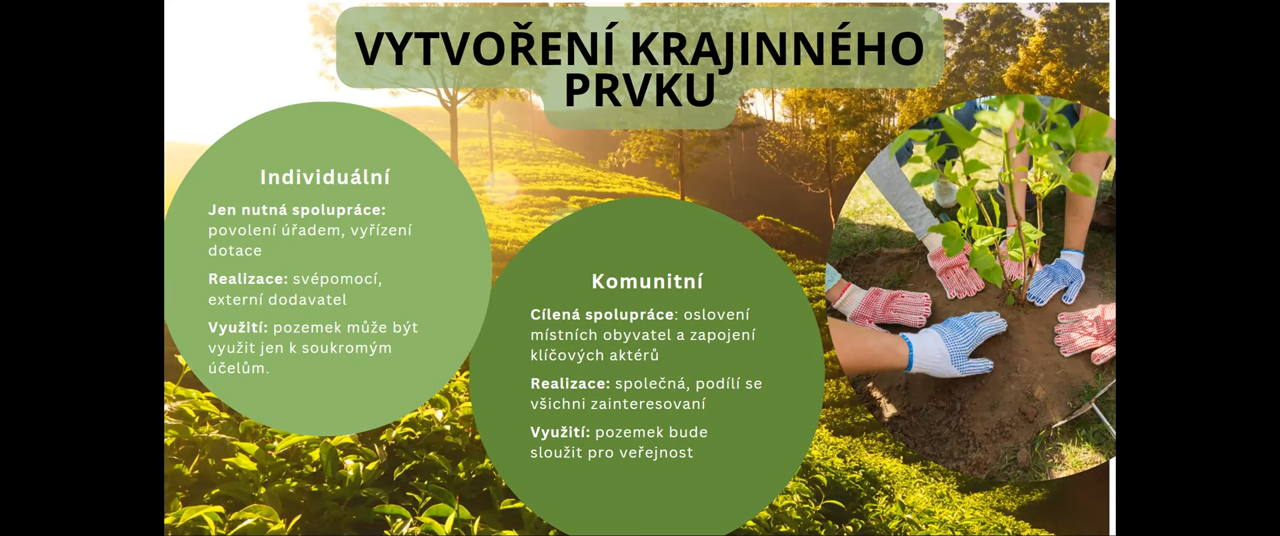 VYTVOŘENÍ KRAJINNÉHO
PRVKU
Individuální
Jen nutná spolupráce:
povolení úřadem, vyřízení
dotace
Realizace: svépomocí,
externí dodavatel
Využití: pozemek může být
využit jen k soukromým
účelům.
Komunitní
Cílená spolupráce: oslovení
místních obyvatel a zapojení
klíčových aktérů
Realizace: společná, podílí se
všichni zainteresovaní
Využití: pozemek bude
sloužit pro veřejnost